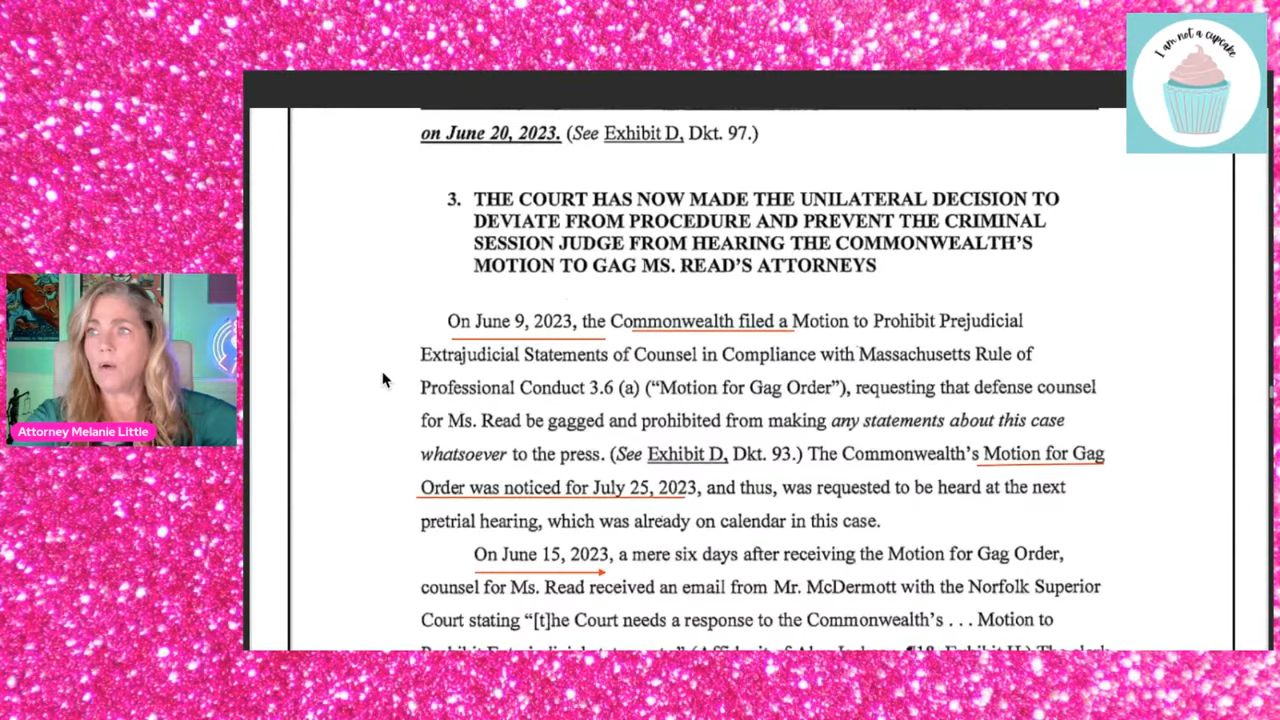 I am not a cupcake
on June 20, 2023. (See Exhibit D, Dkt. 97.)
3. THE COURT HAS NOW MADE THE UNILATERAL DECISION TO
DEVIATE FROM PROCEDURE AND PREVENT THE CRIMINAL
SESSION JUDGE FROM HEARING THE COMMONWEALTH'S
MOTION TO GAG MS. READ'S ATTORNEYS
On June 9, 2023, the Commonwealth filed a Motion to Prohibit Prejudicial
Extrajudicial Statements of Counsel in Compliance with Massachusetts Rule of
Professional Conduct 3.6 (a) (“Motion for Gag Order”), requesting that defense counsel
for Ms. Read be gagged and prohibited from making any statements about this case
whatsoever to the press. (See Exhibit D, Dkt. 93.) The Commonwealth's Motion for Gag
Order was noticed for July 25, 2023, and thus, was requested to be heard at the next
pretrial hearing, which was already on calendar in this case.
On June 15, 2023, a mere six days after receiving the Motion for Gag Order,
counsel for Ms. Read received an email from Mr. McDermott with the Norfolk Superior
Court stating “[t]he Court needs a response to the Commonwealth's . . . Motion to
Attorney Melanie Little